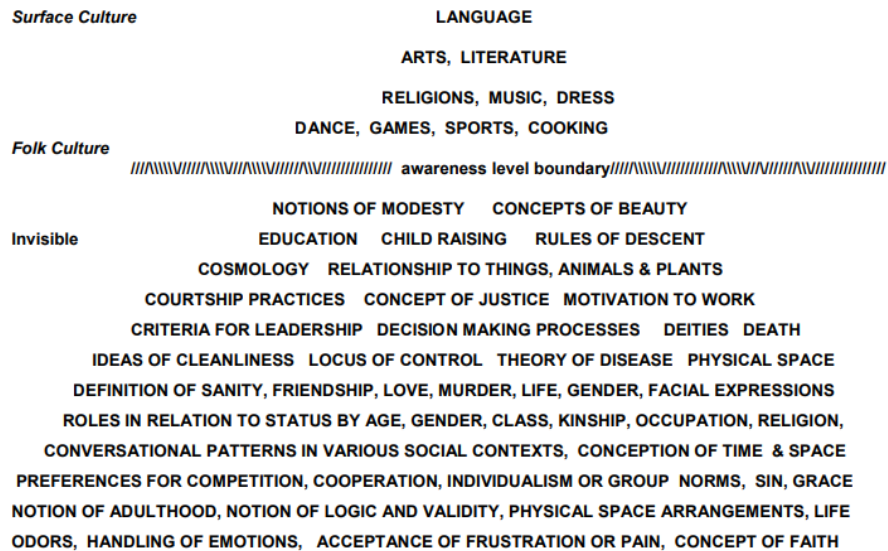 Surface Culture LANGUAGE
ARTS, LITERATURE
RELIGIONS, MUSIC, DRESS
DANCE, GAMES, SPORTS, COOKING
Folk Culture
////\\\\\\//////\\\\\////\\\\\///////\\\/////////////// awareness level boundary/////\\\\\\/////////////\\\\\///\///////\\\///////////////
NOTIONS OF MODESTY CONCEPTS OF BEAUTY
Invisible EDUCATION CHILD RAISING RULES OF DESCENT
COSMOLOGY RELATIONSHIP TO THINGS, ANIMALS & PLANTS
COURTSHIP PRACTICES CONCEPT OF JUSTICE MOTIVATION TO WORK
CRITERIA FOR LEADERSHIP DECISION MAKING PROCESSES DEITIES DEATH
IDEAS OF CLEANLINESS LOCUS OF CONTROL THEORY OF DISEASE PHYSICAL SPACE
DEFINITION OF SANITY, FRIENDSHIP, LOVE, MURDER, LIFE, GENDER, FACIAL EXPRESSIONS
ROLES IN RELATION TO STATUS BY AGE, GENDER, CLASS, KINSHIP, OCCUPATION, RELIGION,
CONVERSATIONAL PATTERNS IN VARIOUS SOCIAL CONTEXTS, CONCEPTION OF TIME & SPACE
PREFERENCES FOR COMPETITION, COOPERATION, INDIVIDUALISM OR GROUP NORMS, SIN, GRACE
NOTION OF ADULTHOOD, NOTION OF LOGIC AND VALIDITY, PHYSICAL SPACE ARRANGEMENTS, LIFE
ODORS, HANDLING OF EMOTIONS, ACCEPTANCE OF FRUSTRATION OR PAIN, CONCEPT OF FAITH